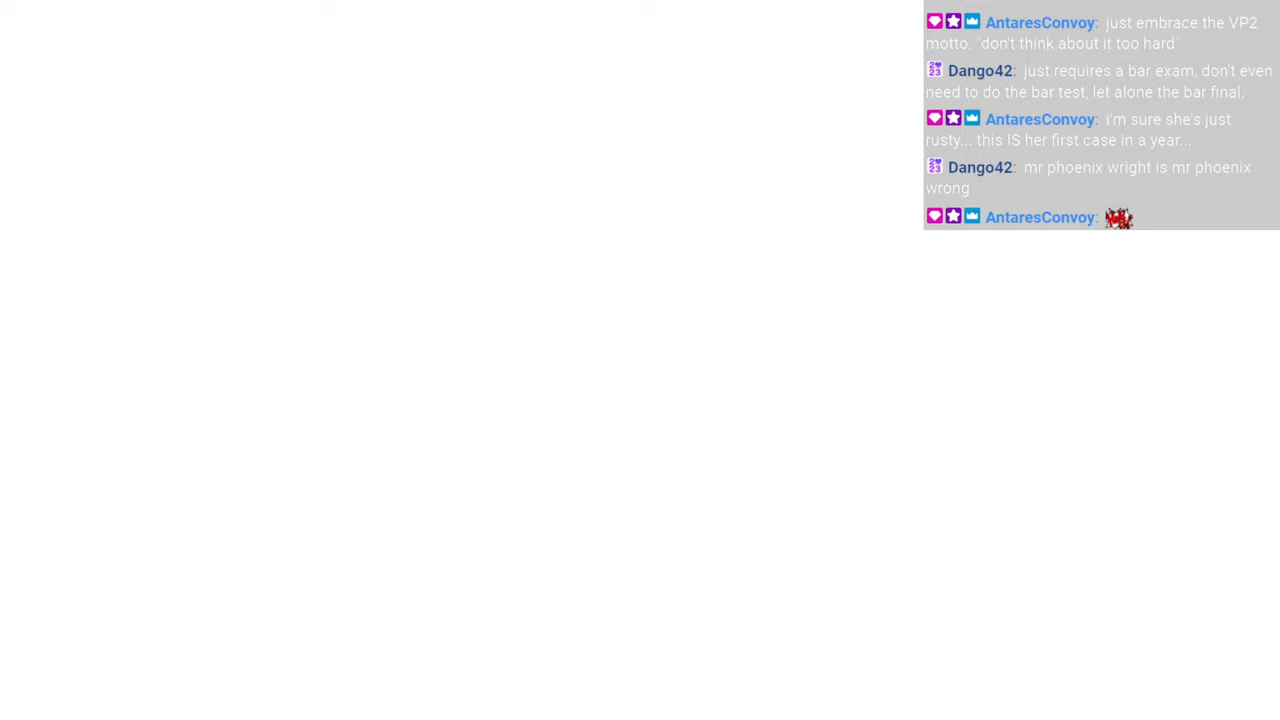 AntaresConvoy: just embrace the VP2
motto. "don't think about it too hard"
Dango42: just requires a bar exam, don't even
need to do the bar test, let alone the bar final.
AntaresConvoy: i'm sure she's just
rusty... this IS her first case in a year...
Dango42: mr phoenix wright is mr phoenix
wrong
AntaresConvoy: